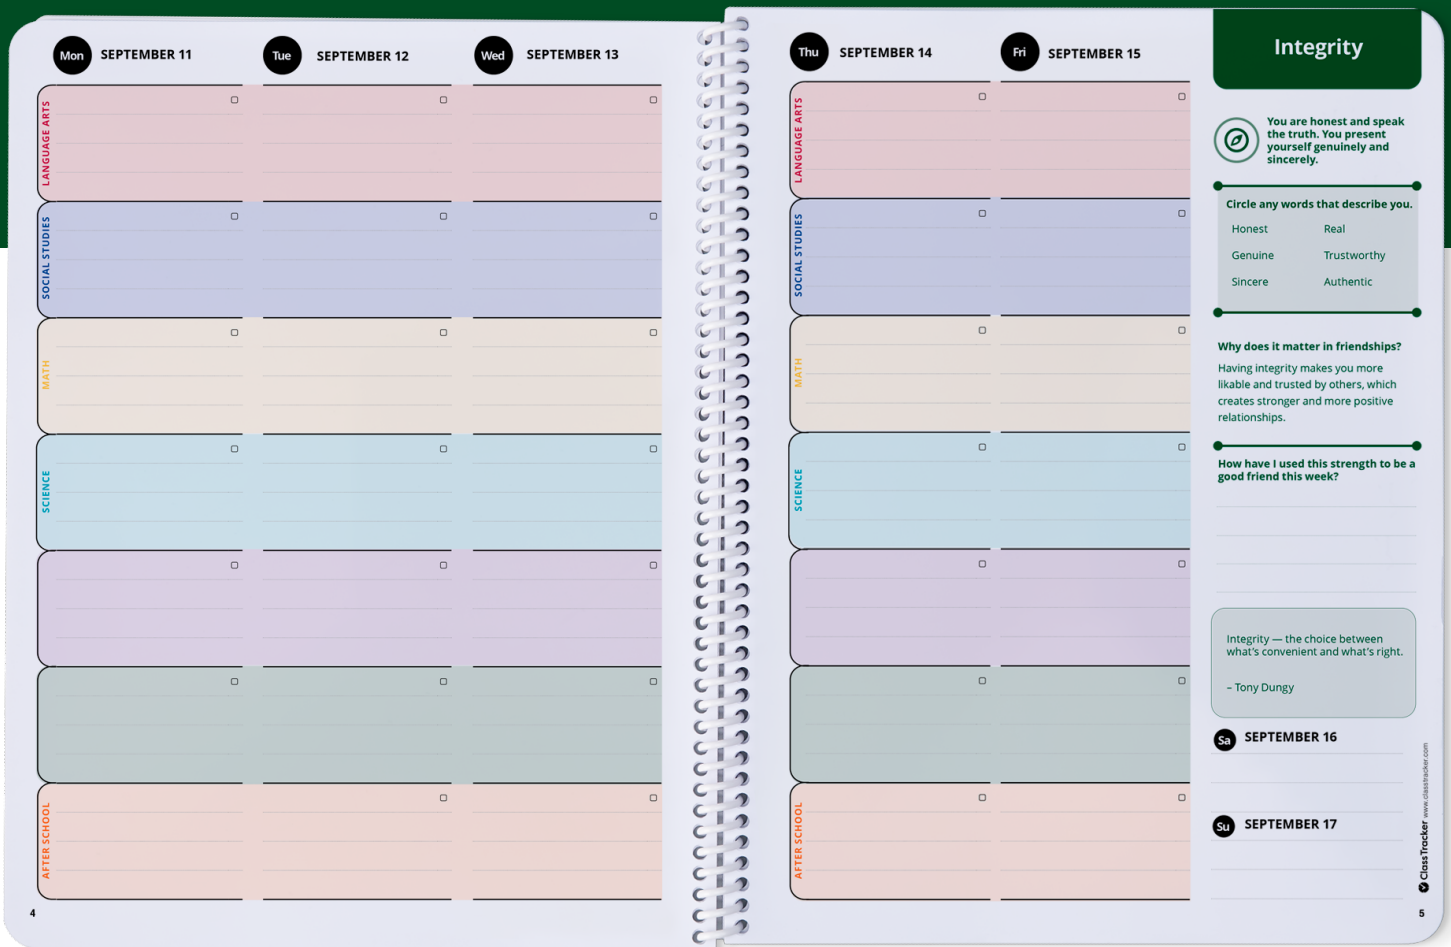 Mon SEPTEMBER 11
Tue SEPTEMBER 12
Wed SEPTEMBER 13
LANGUAGE ARTS
SOCIAL STUDIES
MATH
SCIENCE
AFTER SCHOOL
4
Thu SEPTEMBER 14
Fri SEPTEMBER 15
LANGUAGE ARTS
SOCIAL STUDIES
MATH
SCIENCE
AFTER SCHOOL
Integrity
You are honest and speak
the truth. You present
yourself genuinely and
sincerely.
Circle any words that describe you.
Honest Real
Genuine Trustworthy
Sincere Authentic
Why does it matter in friendships?
Having integrity makes you more
likable and trusted by others, which
creates stronger and more positive
relationships.
How have I used this strength to be a
good friend this week?
Integrity — the choice between
what's convenient and what's right.
– Tony Dungy
Sa SEPTEMBER 16
Su SEPTEMBER 17
ClassTracker www.classtracker.com
5